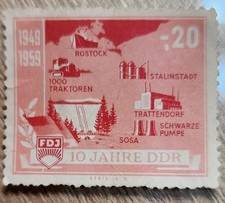 1949
1959
-,20
ROSTOCK
1000
TRAKTOREN
STALINSTADT
TRATTENDORF
SCHWARZE
PUMPE
SOSA
FDJ
10 JAHRE DDR